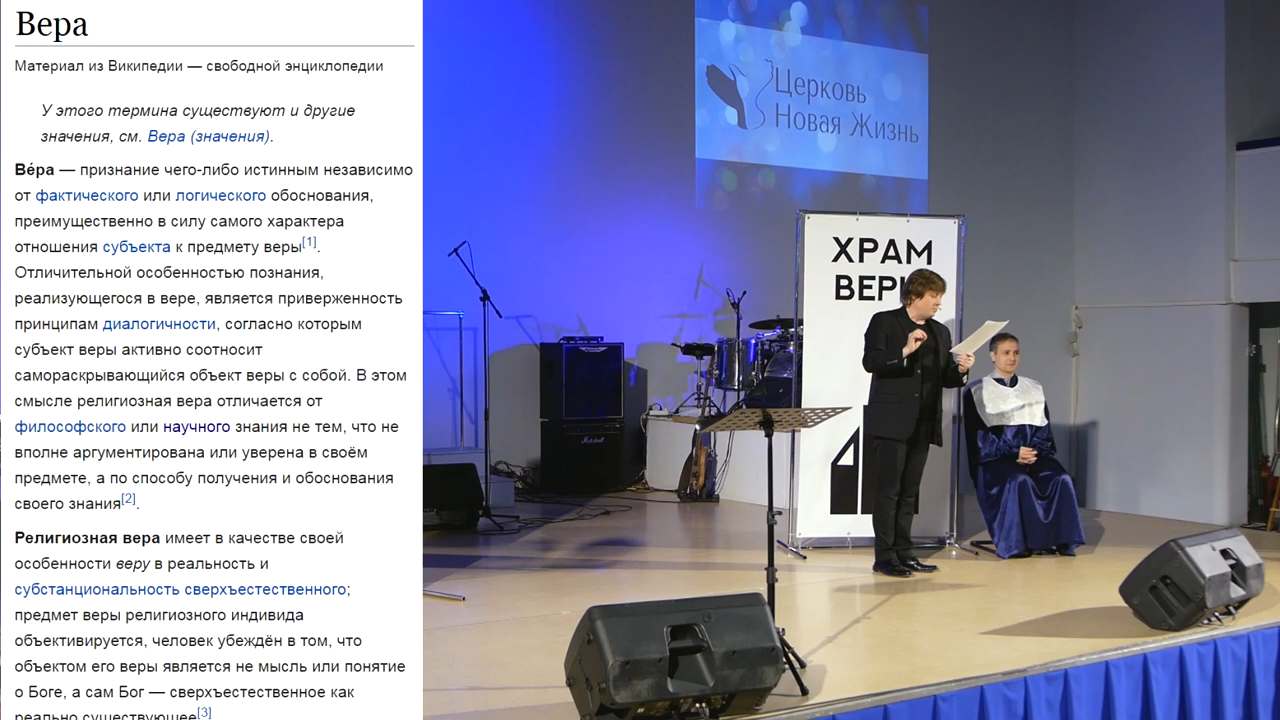 Вера
Материал из Википедии — свободной энциклопедии
У этого термина существуют и другие
значения, см. Вера (значения).
Ве́ра — признание чего-либо истинным независимо
от фактического или логического обоснования,
преимущественно в силу самого характера
отношения субъекта к предмету веры[1].
Отличительной особенностью познания,
реализующегося в вере, является приверженность
принципам диалогичности, согласно которым
субъект веры активно соотносит
самораскрывающийся объект веры с собой. В этом
смысле религиозная вера отличается от
философского или научного знания не тем, что не
вполне аргументирована или уверена в своём
предмете, а по способу получения и обоснования
своего знания[2].
Религиозная вера имеет в качестве своей
особенности веру в реальность и
субстанциональность сверхъестественного;
предмет веры религиозного индивида
объективируется, человек убеждён в том, что
объектом его веры является не мысль или понятие
о Боге, а сам Бог — сверхъестественное как
реально существующее[3]
Церковь
Новая Жизнь
ХРАМ
ВЕРЫ
Marshall